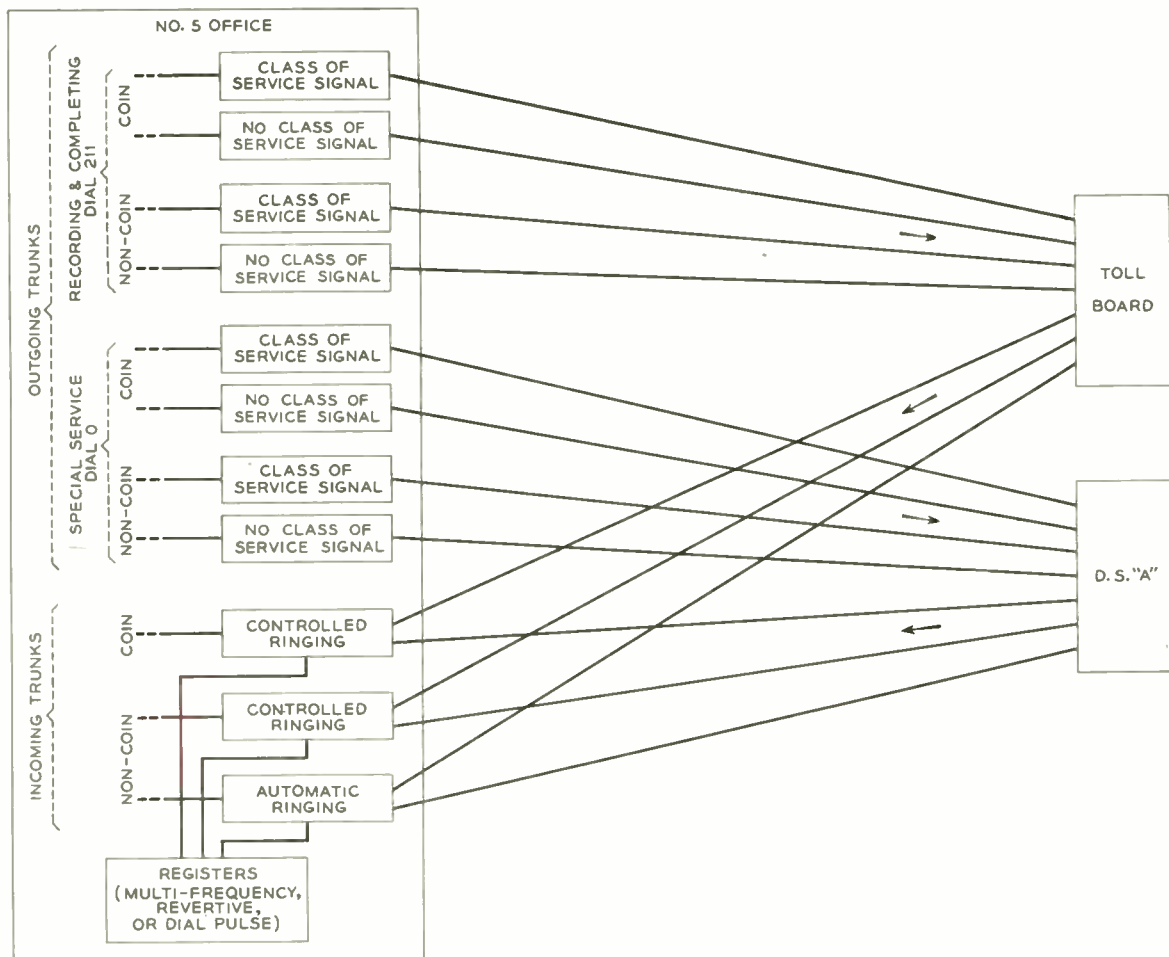 NO. 5 OFFICE
OUTGOING TRUNKS
RECORDING & COMPLETING
DIAL 211
COIN
CLASS OF
SERVICE SIGNAL
NO CLASS OF
SERVICE SIGNAL
NON-COIN
CLASS OF
SERVICE SIGNAL
NO CLASS OF
SERVICE SIGNAL
SPECIAL SERVICE
DIAL 0
COIN
CLASS OF
SERVICE SIGNAL
NO CLASS OF
SERVICE SIGNAL
NON-COIN
CLASS OF
SERVICE SIGNAL
NO CLASS OF
SERVICE SIGNAL
INCOMING TRUNKS
COIN
CONTROLLED
RINGING
NON-COIN
CONTROLLED
RINGING
AUTOMATIC
RINGING
REGISTERS
(MULTI-FREQUENCY,
REVERTIVE,
OR DIAL PULSE)
TOLL
BOARD
D. S. "A"